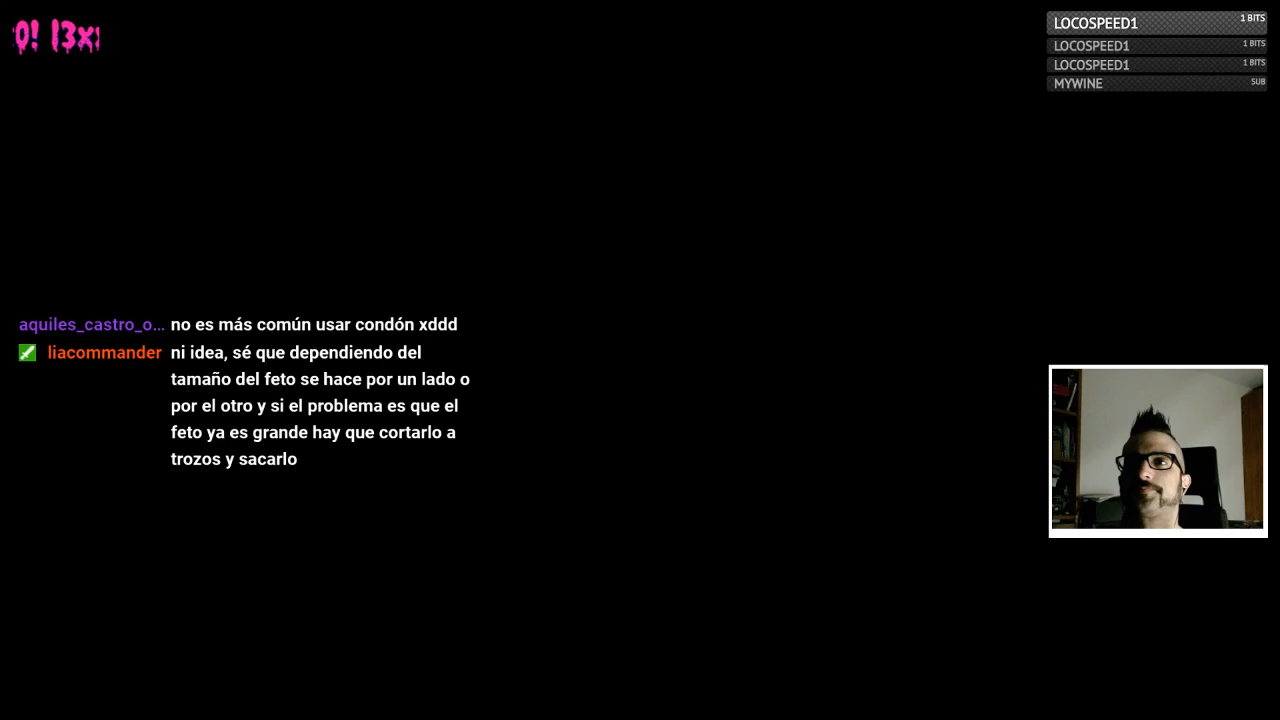 0! l3x
LOCOSPEED1 1 BITS
LOCOSPEED1 1 BITS
LOCOSPEED1 1 BITS
MYWINE SUB
aquiles_castro_o... no es más común usar condón xddd
liacommander ni idea, sé que dependiendo del
tamaño del feto se hace por un lado o
por el otro y si el problema es que el
feto ya es grande hay que cortarlo a
trozos y sacarlo